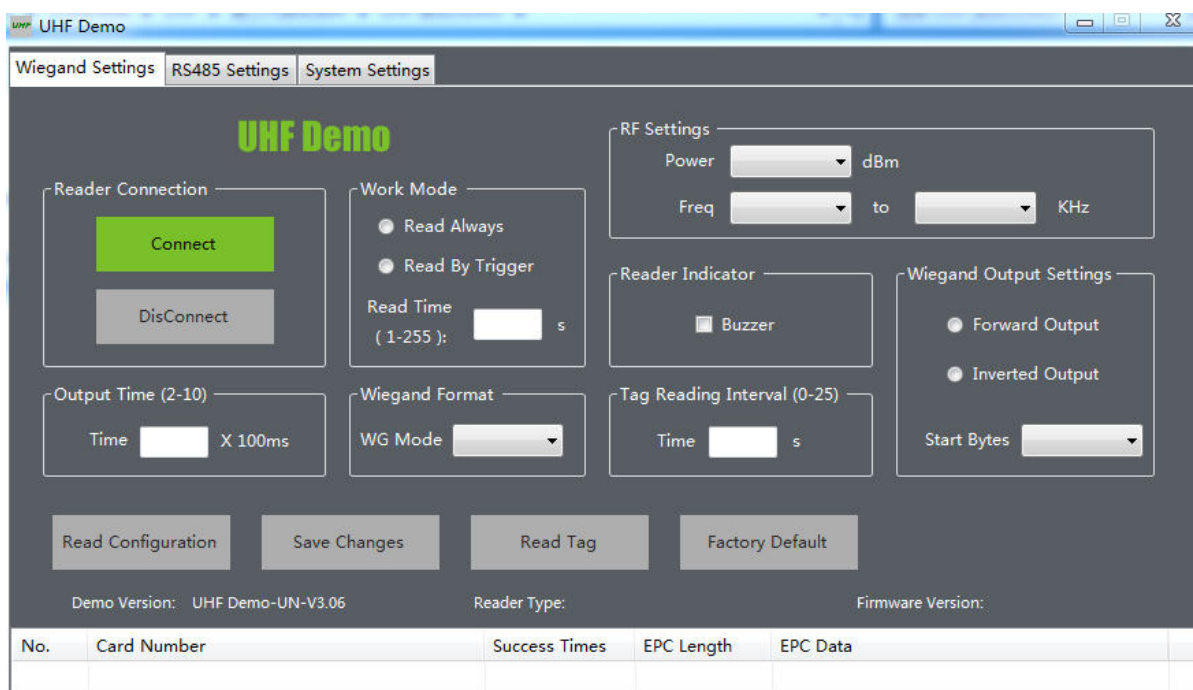 UHF UHF Demo
Wiegand Settings RS485 Settings System Settings
UHF Demo
RF Settings
Power dBm
Freq to KHz
Reader Connection
Connect
DisConnect
Work Mode
Read Always
Read By Trigger
Read Time
( 1-255 ): s
Reader Indicator
Buzzer
Wiegand Output Settings
Forward Output
Inverted Output
Start Bytes
Output Time (2-10)
Time X 100ms
Wiegand Format
WG Mode
Tag Reading Interval (0-25)
Time s
Read Configuration Save Changes Read Tag Factory Default
Demo Version: UHF Demo-UN-V3.06 Reader Type: Firmware Version:
No. Card Number Success Times EPC Length EPC Data